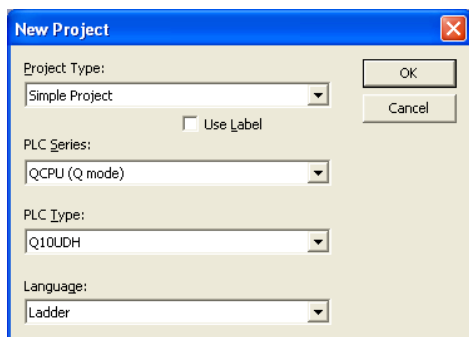 New Project
Project Type:
OK
Simple Project
Cancel
Use Label
PLC Series:
QCPU (Q mode)
PLC Type:
Q10UDH
Language:
Ladder